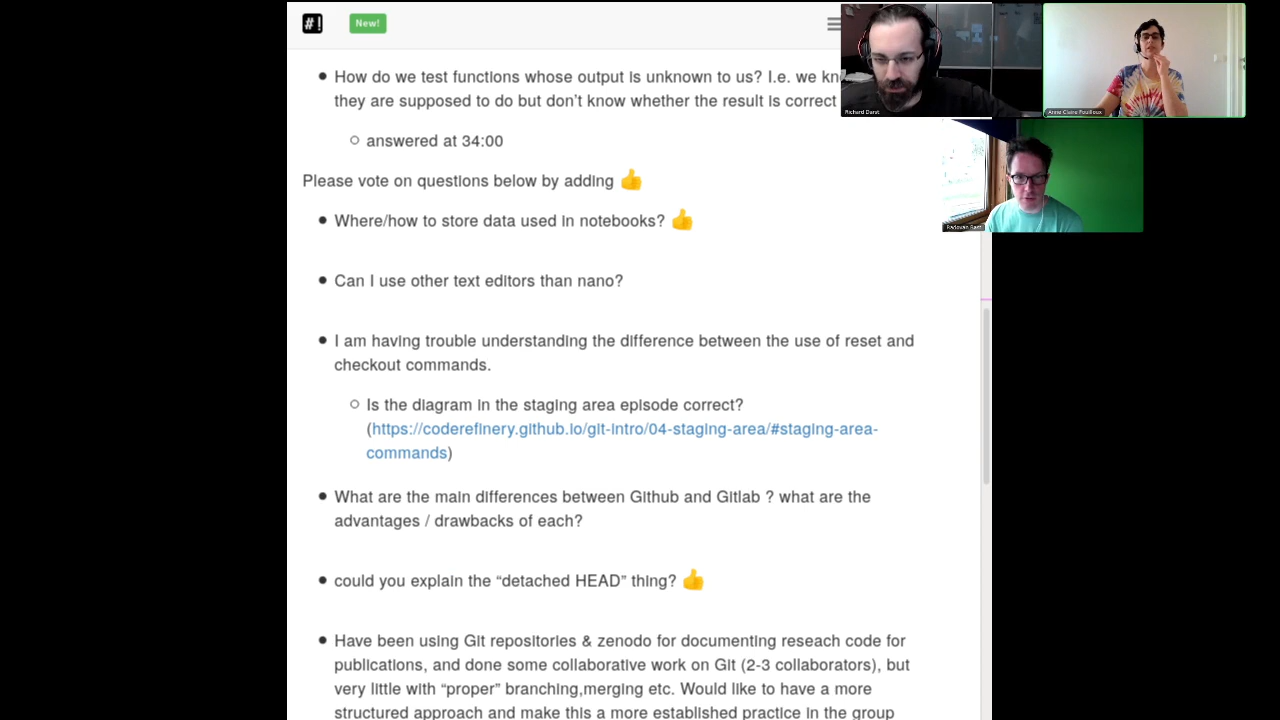 #!
New!
How do we test functions whose output is unknown to us? I.e. we
they are supposed to do but don't know whether the result is correct
answered at 34:00
Please vote on questions below by adding 👍
Where/how to store data used in notebooks? 👍
Can I use other text editors than nano?
I am having trouble understanding the difference between the use of reset and
checkout commands.
Is the diagram in the staging area episode correct?
(https://coderefinery.github.io/git-intro/04-staging-area/#staging-area-
commands)
What are the main differences between Github and Gitlab ? what are the
advantages / drawbacks of each?
could you explain the “detached HEAD” thing? 👍
Have been using Git repositories & zenodo for documenting reseach code for
publications, and done some collaborative work on Git (2-3 collaborators), but
very little with “proper” branching,merging etc. Would like to have a more
structured approach and make this a more established practice in the group
Richard Darst
Anne Claire Fouilloux
Radovan Bast